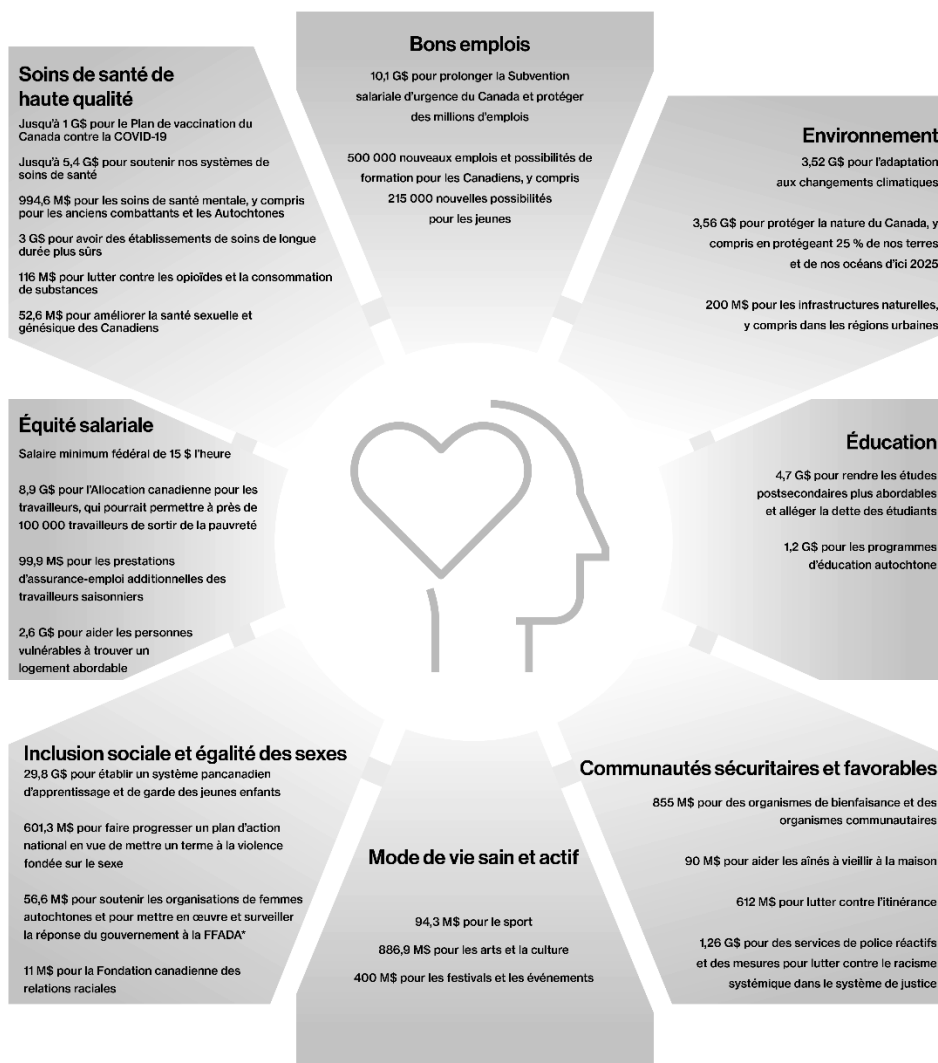 Bons emplois
10,1 G$ pour prolonger la Subvention
salariale d'urgence du Canada et protéger
des millions d'emplois
500 000 nouveaux emplois et possibilités de
formation pour les Canadiens, y compris
215 000 nouvelles possibilités
pour les jeunes
Soins de santé de
haute qualité
Jusqu'à 1 G$ pour le Plan de vaccination du
Canada contre la COVID-19
Jusqu'à 5,4 G$ pour soutenir nos systèmes de
soins de santé
994,6 M$ pour les soins de santé mentale, y compris
pour les anciens combattants et les Autochtones
3 G$ pour avoir des établissements de soins de longue
durée plus sûrs
116 M$ pour lutter contre les opioïdes et la consommation
de substances
52,6 M$ pour améliorer la santé sexuelle et
génésique des Canadiens
Environnement
3,52 G$ pour l'adaptation
aux changements climatiques
3,56 G$ pour protéger la nature du Canada, y
compris en protégeant 25 % de nos terres
et de nos océans d'ici 2025
200 M$ pour les infrastructures naturelles,
y compris dans les régions urbaines
Équité salariale
Salaire minimum fédéral de 15 $ l'heure
8,9 G$ pour l'Allocation canadienne pour les
travailleurs, qui pourrait permettre à près de
100 000 travailleurs de sortir de la pauvreté
99,9 M$ pour les prestations
d'assurance-emploi additionnelles des
travailleurs saisonniers
2,6 G$ pour aider les personnes
vulnérables à trouver un
logement abordable
Éducation
4,7 G$ pour rendre les études
postsecondaires plus abordables
et alléger la dette des étudiants
1,2 G$ pour les programmes
d'éducation autochtone
Inclusion sociale et égalité des sexes
29,8 G$ pour établir un système pancanadien
d'apprentissage et de garde des jeunes enfants
601,3 M$ pour faire progresser un plan d'action
national en vue de mettre un terme à la violence
fondée sur le sexe
56,6 M$ pour soutenir les organisations de femmes
autochtones et pour mettre en œuvre et surveiller
la réponse du gouvernement à la FFADA*
11 M$ pour la Fondation canadienne des
relations raciales
Mode de vie sain et actif
94,3 M$ pour le sport
886,9 M$ pour les arts et la culture
400 M$ pour les festivals et les événements
Communautés sécuritaires et favorables
855 M$ pour des organismes de bienfaisance et des
organismes communautaires
90 M$ pour aider les aînés à vieillir à la maison
612 M$ pour lutter contre l'itinérance
1,26 G$ pour des services de police réactifs
et des mesures pour lutter contre le racisme
systémique dans le système de justice